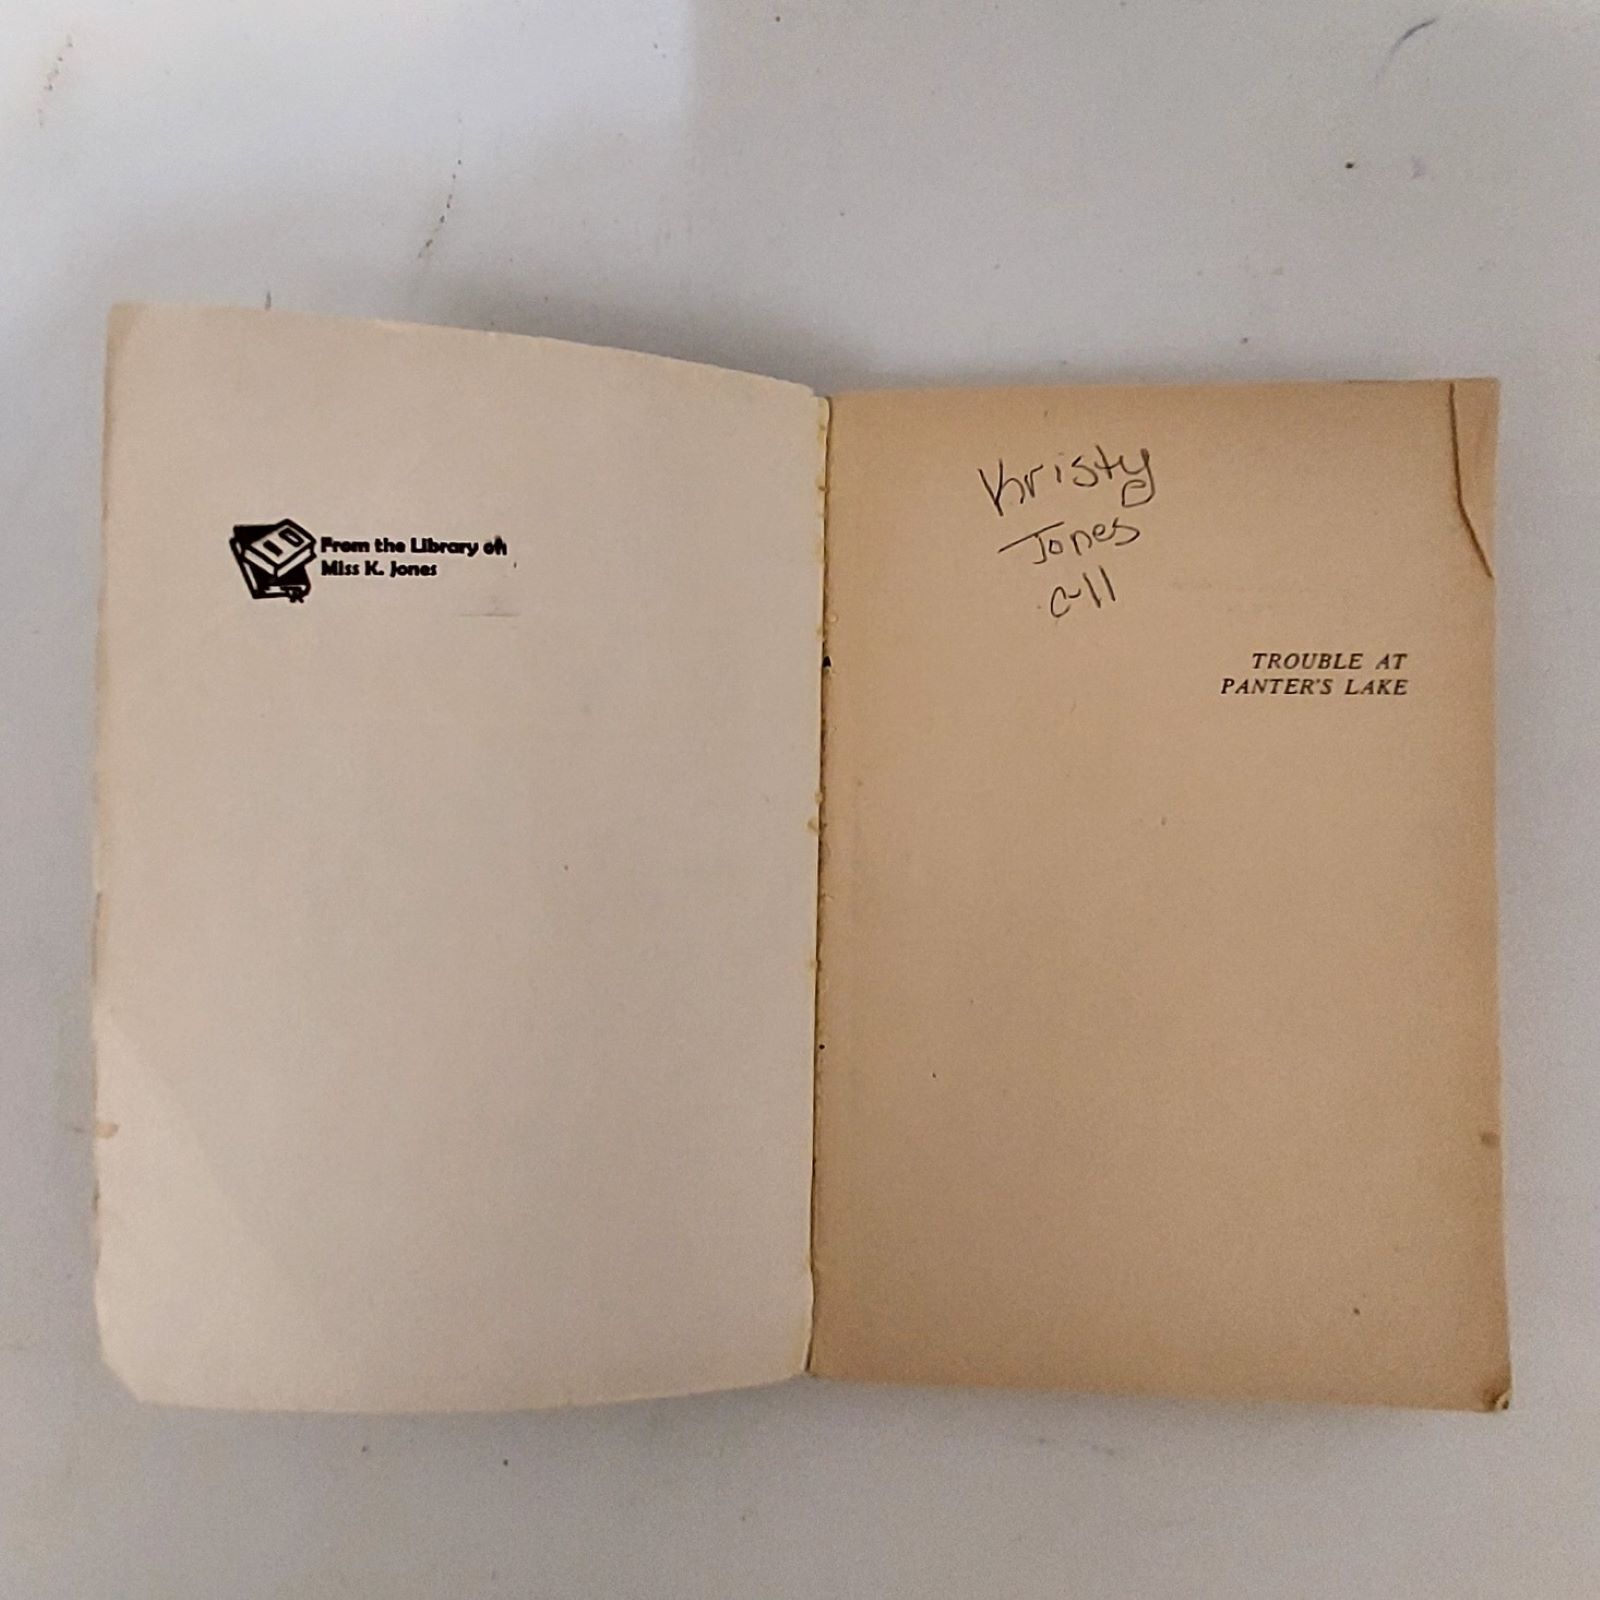 From the Library of
Miss K. Jones
Kristy
Jones
C-11
TROUBLE AT
PANTER'S LAKE